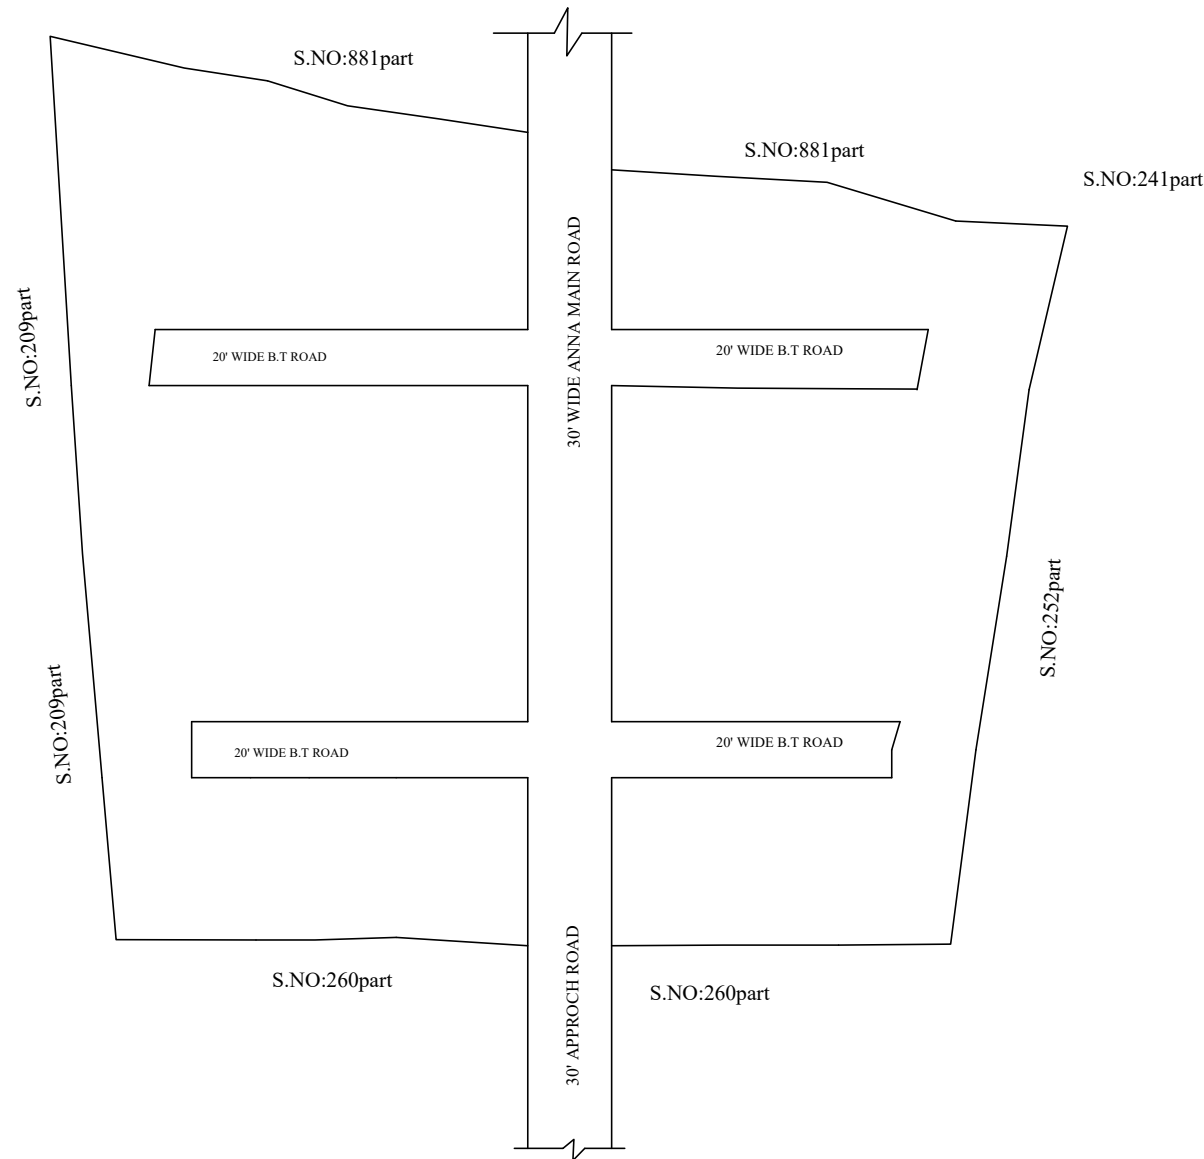 S.NO:881part
S.NO:881part
S.NO:241part
30' WIDE ANNA MAIN ROAD
S.NO:209part
20' WIDE B.T ROAD
20' WIDE B.T ROAD
S.NO:252part
S.NO:209part
20' WIDE B.T ROAD
20' WIDE B.T ROAD
30' APPROCH ROAD
S.NO:260part
S.NO:260part